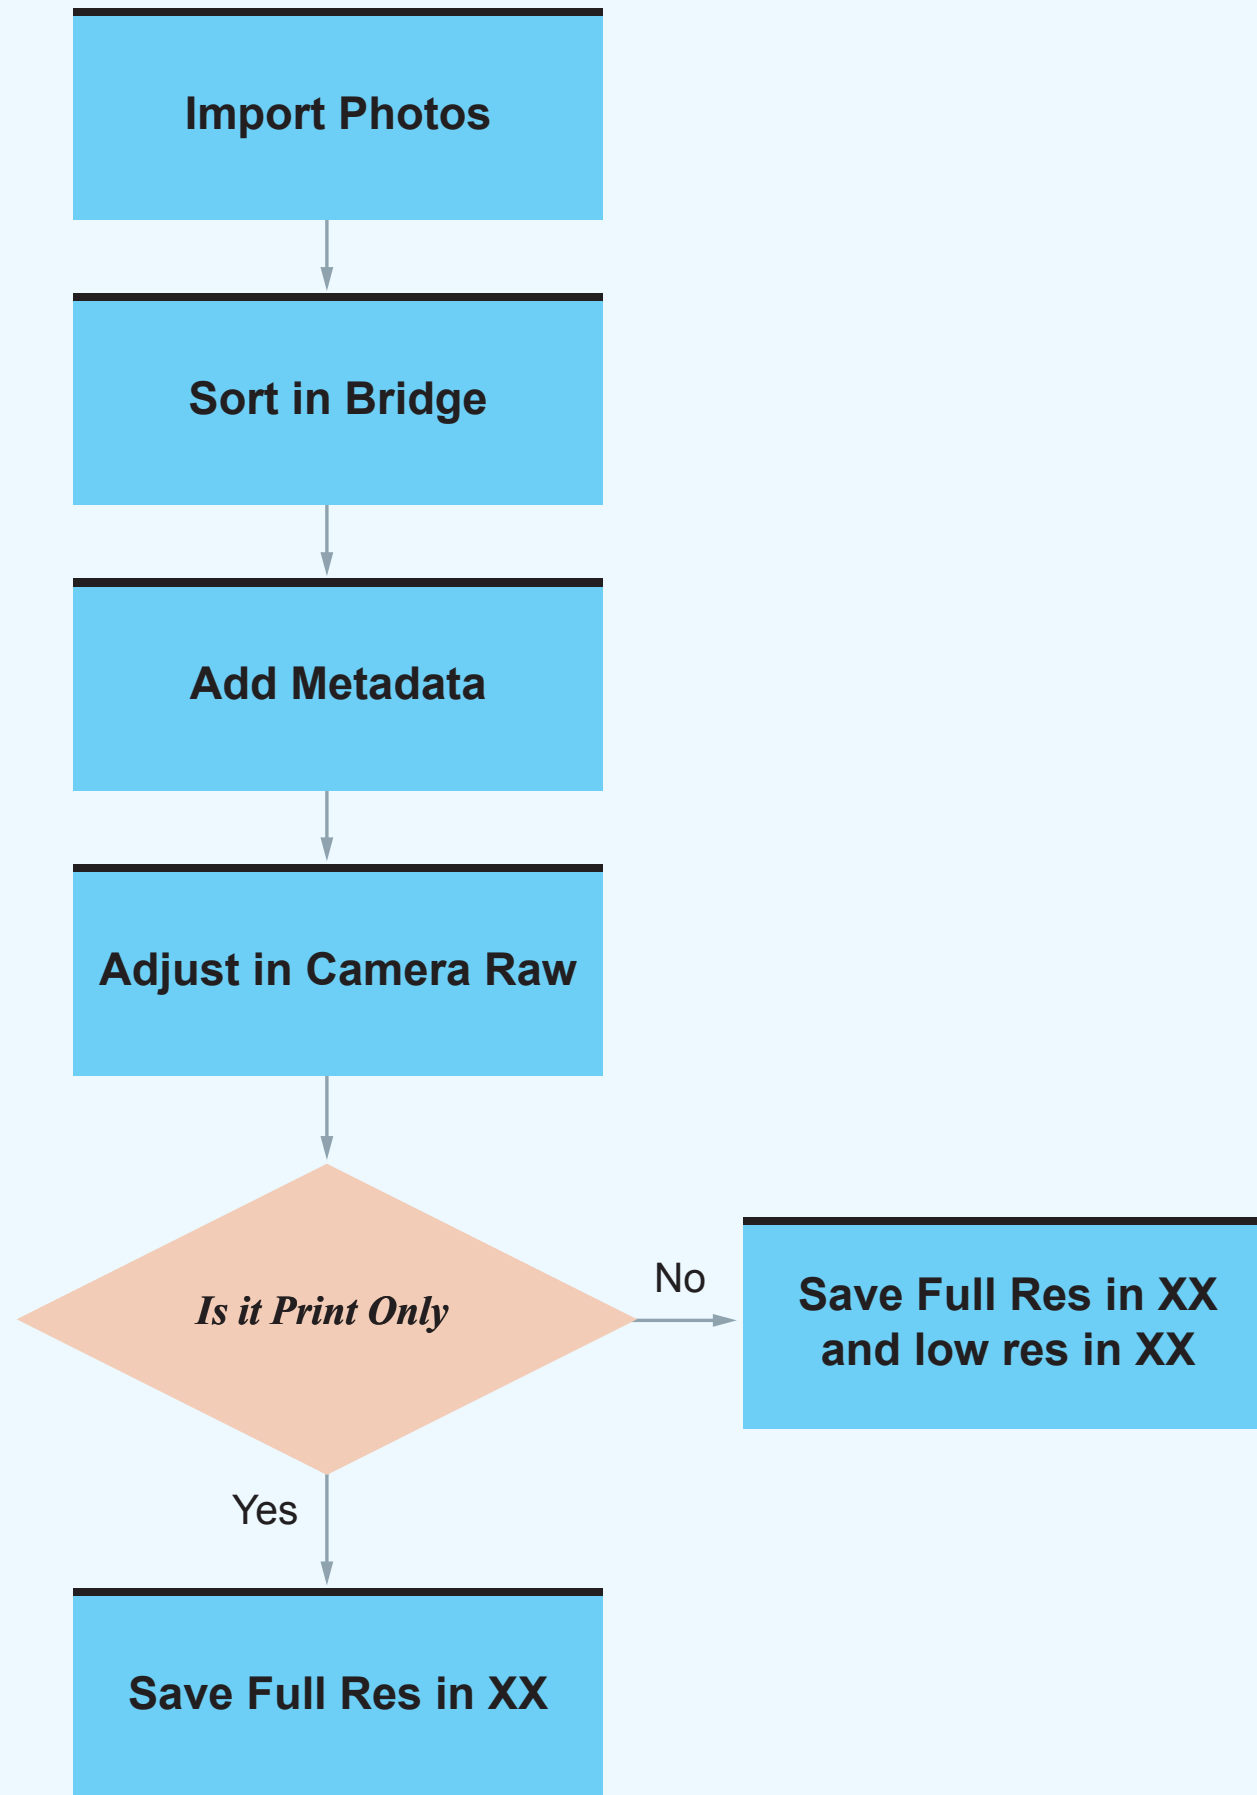 Import Photos
Sort in Bridge
Add Metadata
Adjust in Camera Raw
Is it Print Only
No
Save Full Res in XX
and low res in XX
Yes
Save Full Res in XX